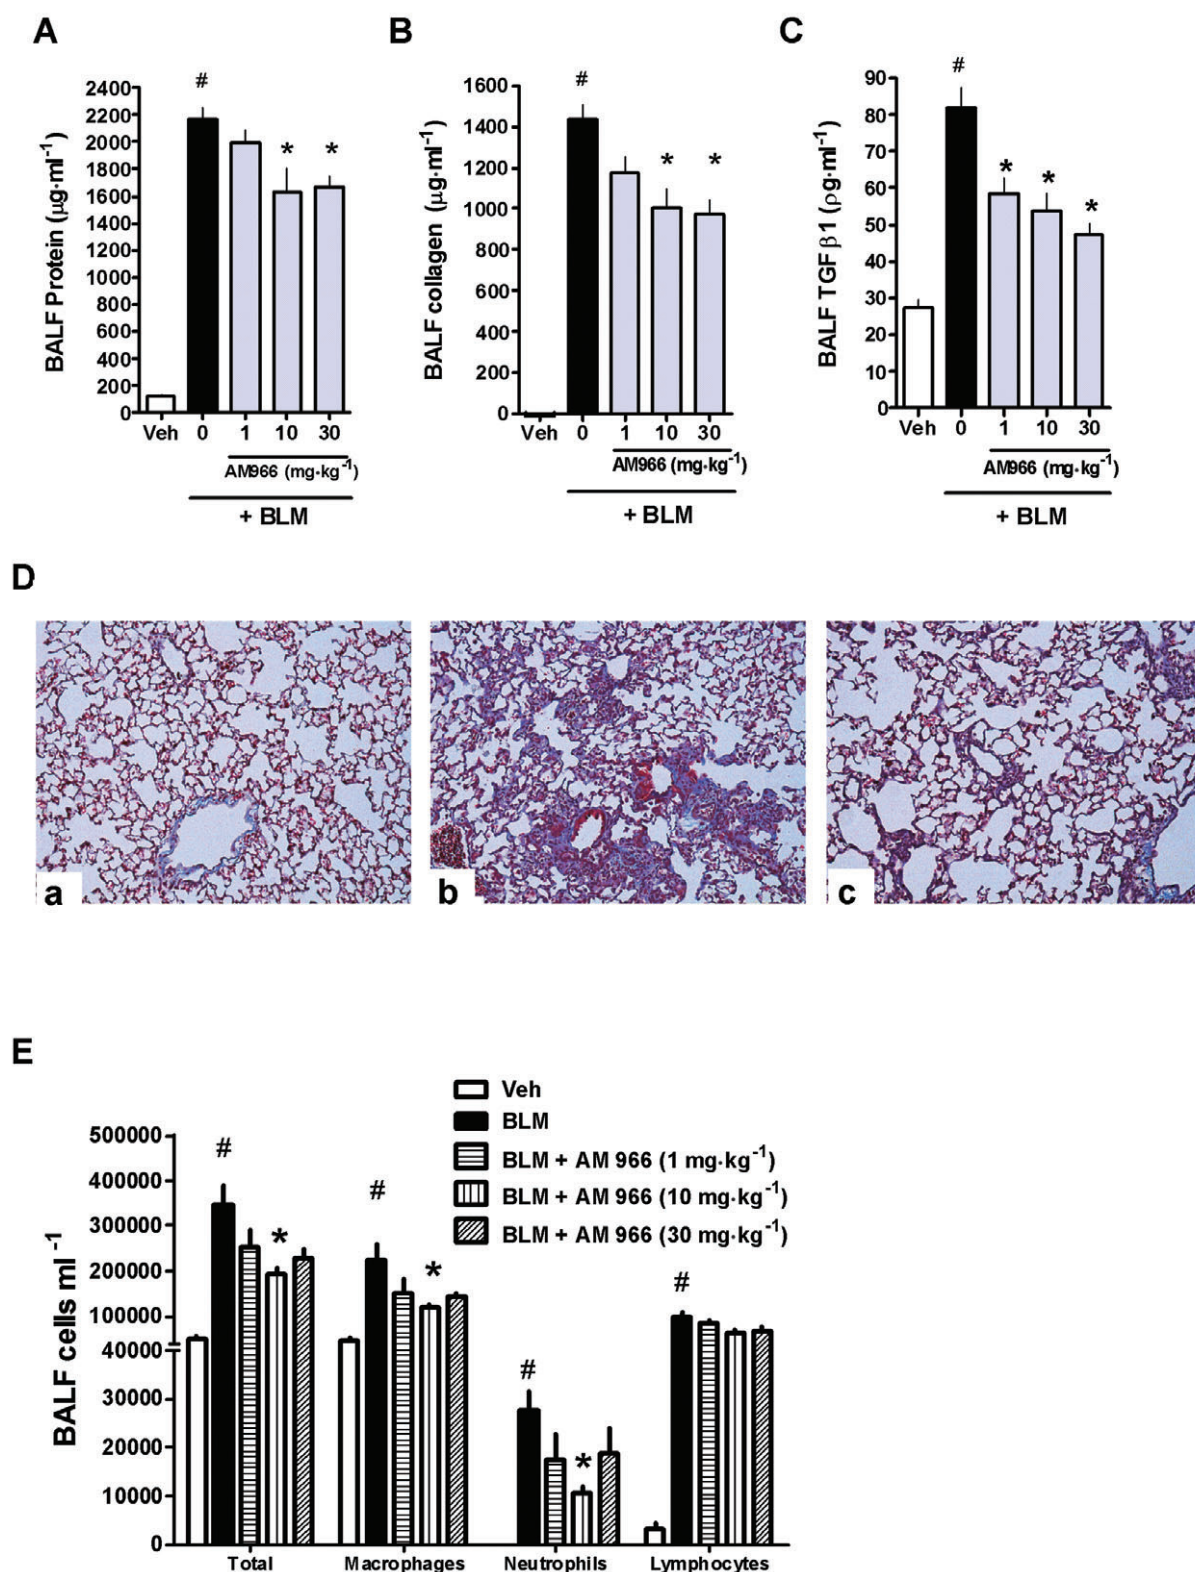 A
B
C
BALF Protein (μg·ml⁻¹)
2400
2200
2000
1800
1600
1400
1200
1000
800
600
400
200
0
#
*
*
Veh
0
1
10
30
AM966 (mg·kg⁻¹)
+ BLM
BALF collagen (μg·ml⁻¹)
1600
1400
1200
1000
800
600
400
200
0
#
*
*
Veh
0
1
10
30
AM966 (mg·kg⁻¹)
+ BLM
BALF TGF β1 (ρg·ml⁻¹)
90
80
70
60
50
40
30
20
10
0
#
*
*
*
Veh
0
1
10
30
AM966 (mg·kg⁻¹)
+ BLM
D
a
b
c
E
Veh
BLM
BLM + AM 966 (1 mg·kg⁻¹)
BLM + AM 966 (10 mg·kg⁻¹)
BLM + AM 966 (30 mg·kg⁻¹)
BALF cells ml ⁻¹
500000
400000
300000
200000
100000
40000
30000
20000
10000
0
#
*
#
*
#
*
#
Total
Macrophages
Neutrophils
Lymphocytes